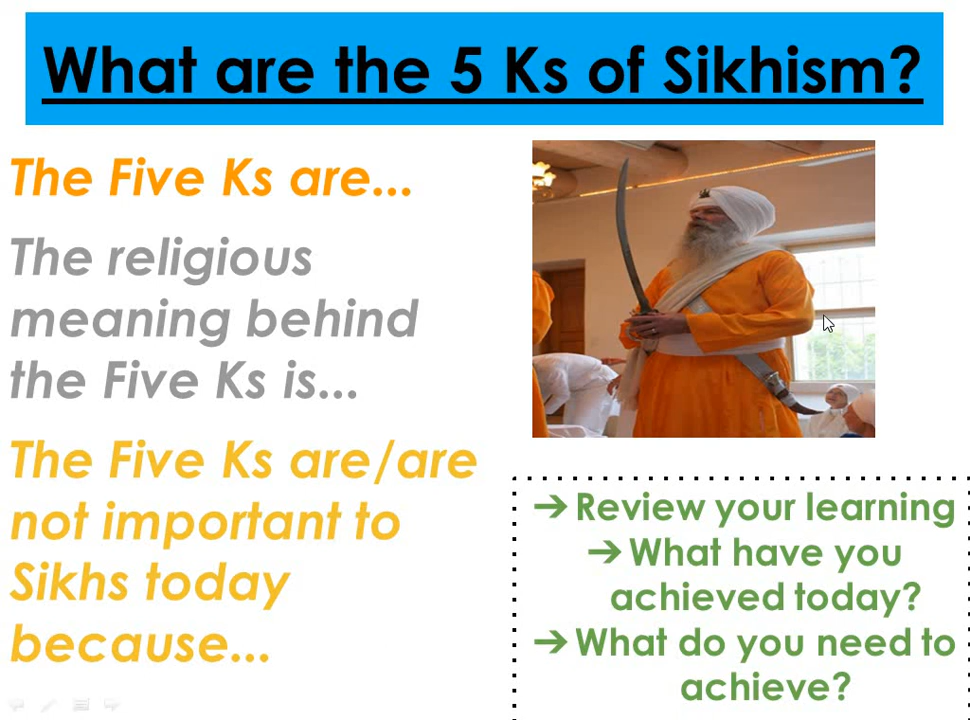 What are the 5 Ks of Sikhism?
The Five Ks are...
The religious
meaning behind
the Five Ks is...
The Five Ks are/are
not important to
Sikhs today
because...
➔ Review your learning
➔ What have you
achieved today?
➔ What do you need to
achieve?